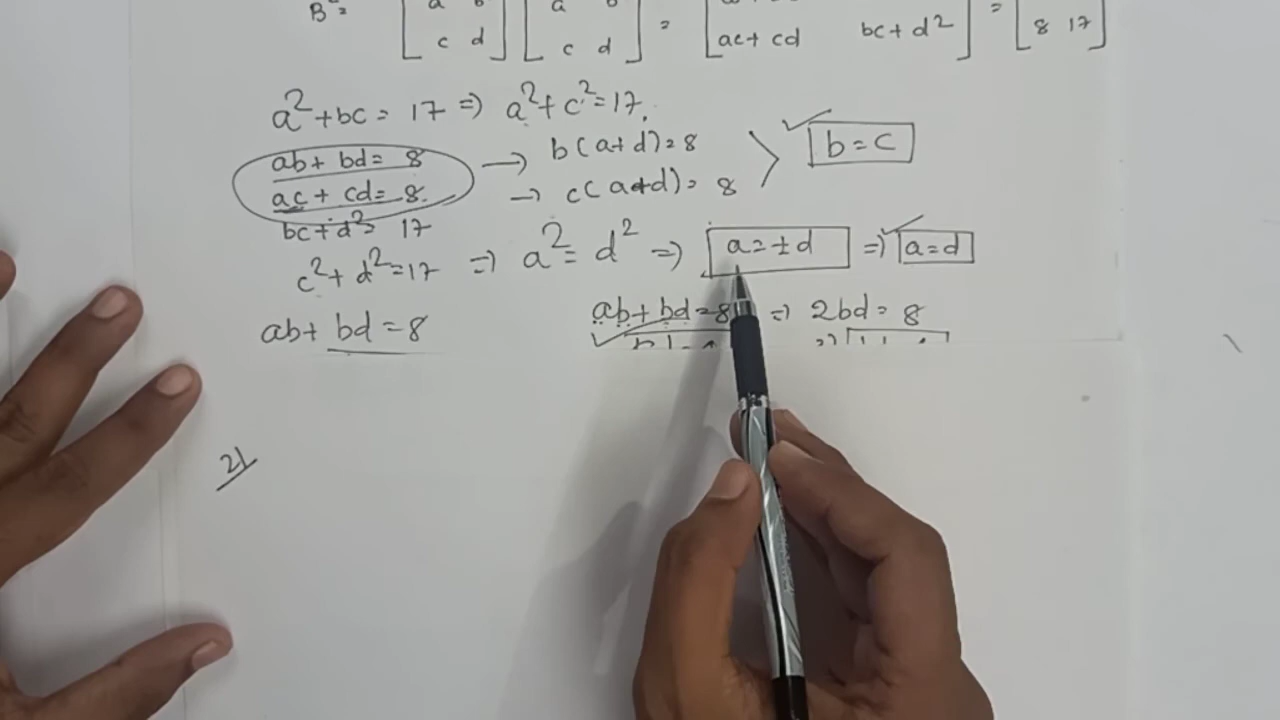 B² = [ a b ] [ a b ] = [
c d c d ac + cd bc + d² = 8 17
a² + bc = 17 ⇒ a² + c² = 17.
ab + bd = 8 → b(a+d) = 8
ac + cd = 8. → c(a+d) = 8 > b = c
bc + d² = 17
c² + d² = 17 ⇒ a² = d² ⇒ a = ± d ⇒ a = d
ab + bd = 8 ab + bd = 8 ⇒ 2bd = 8
21